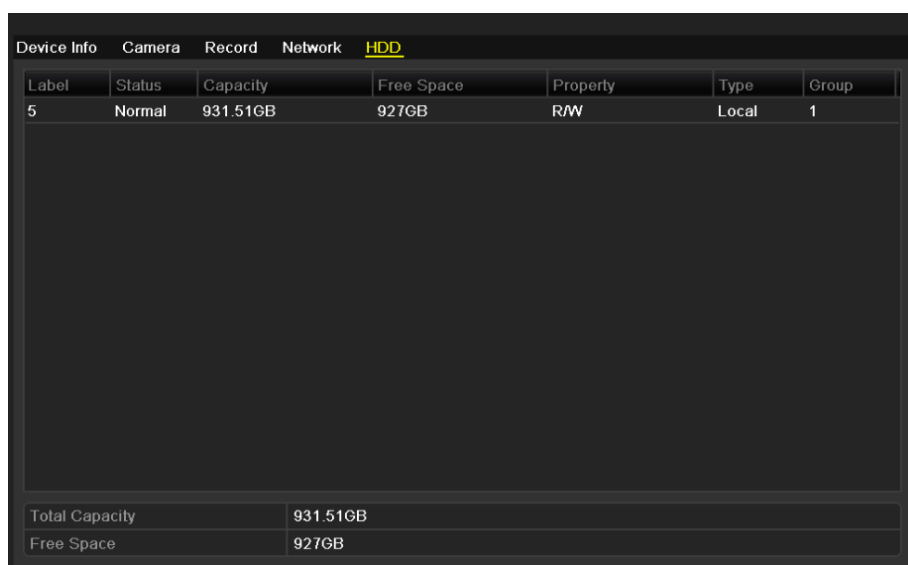 Device Info Camera Record Network HDD
Label Status Capacity Free Space Property Type Group
5 Normal 931.51GB 927GB R/W Local 1
Total Capacity 931.51GB
Free Space 927GB